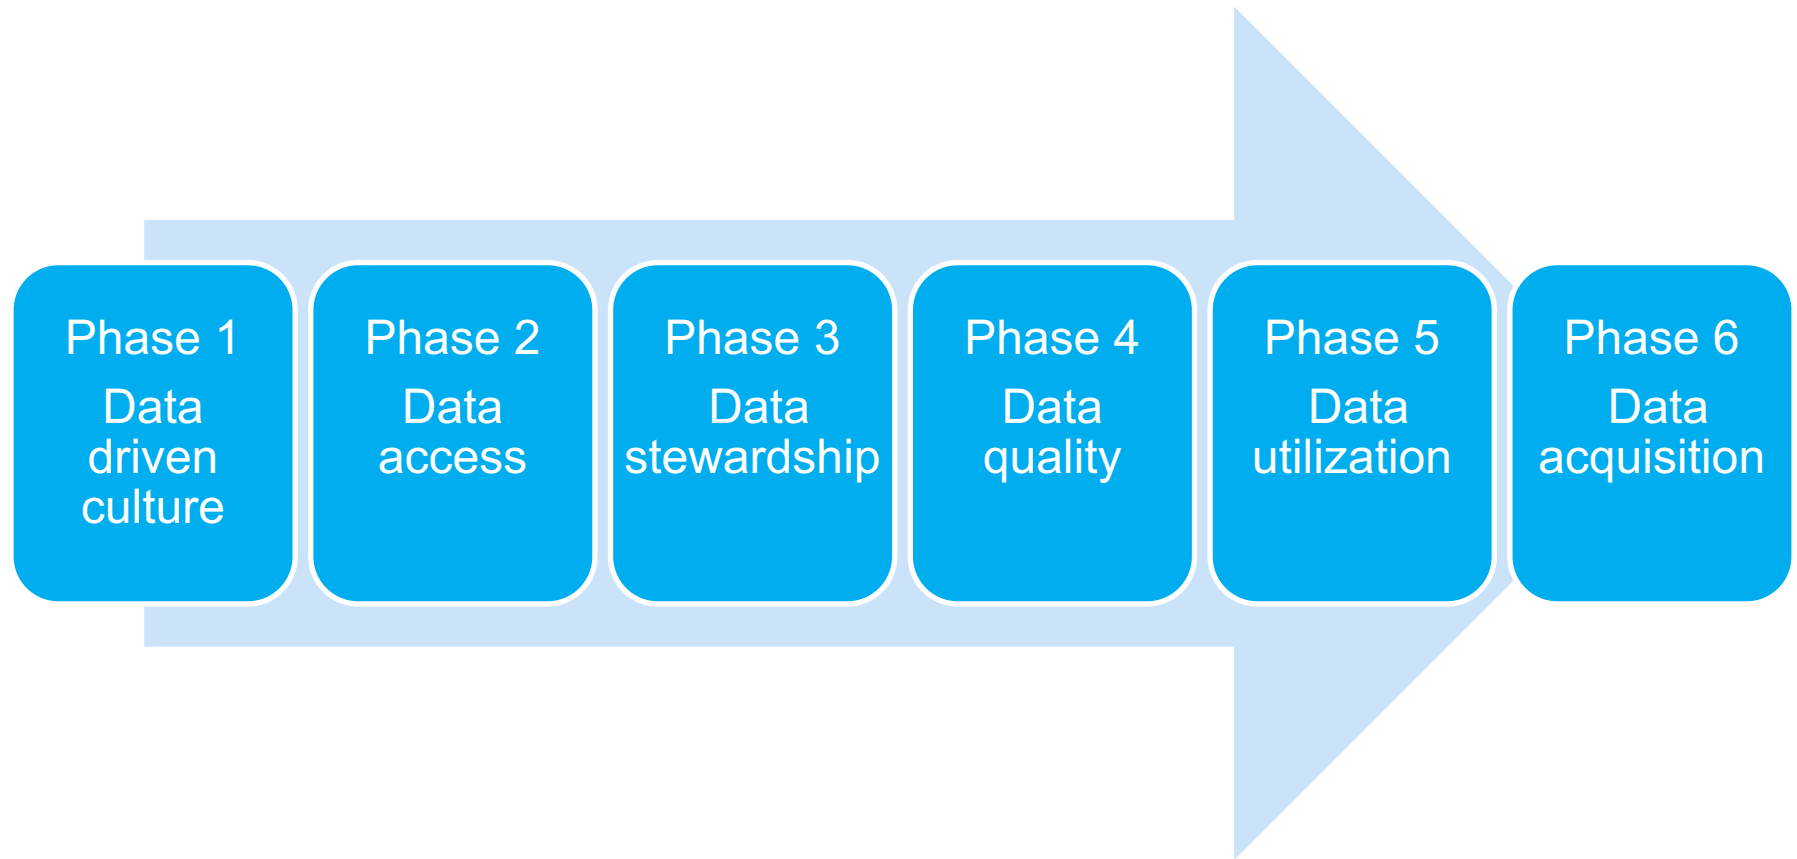 Phase 1
Data
driven
culture
Phase 2
Data
access
Phase 3
Data
stewardship
Phase 4
Data
quality
Phase 5
Data
utilization
Phase 6
Data
acquisition